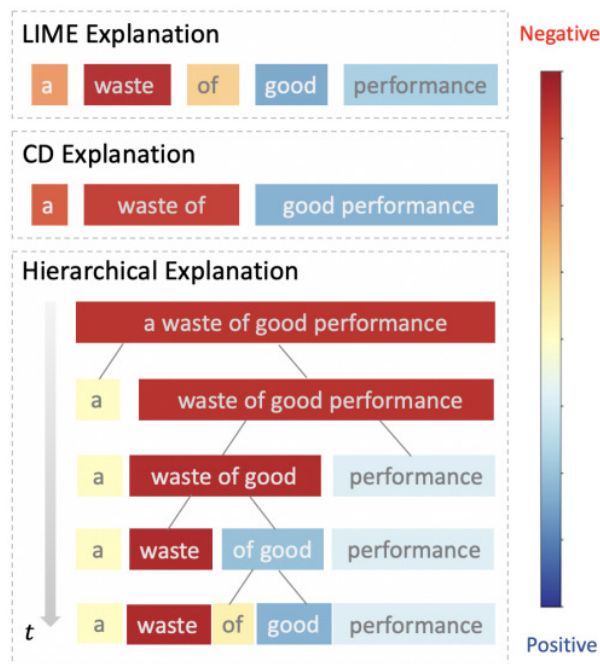 LIME Explanation
Negative
a waste of good performance
CD Explanation
a waste of good performance
Hierarchical Explanation
a waste of good performance
a waste of good performance
a waste of good performance
a waste of good performance
a waste of good performance
t
Positive